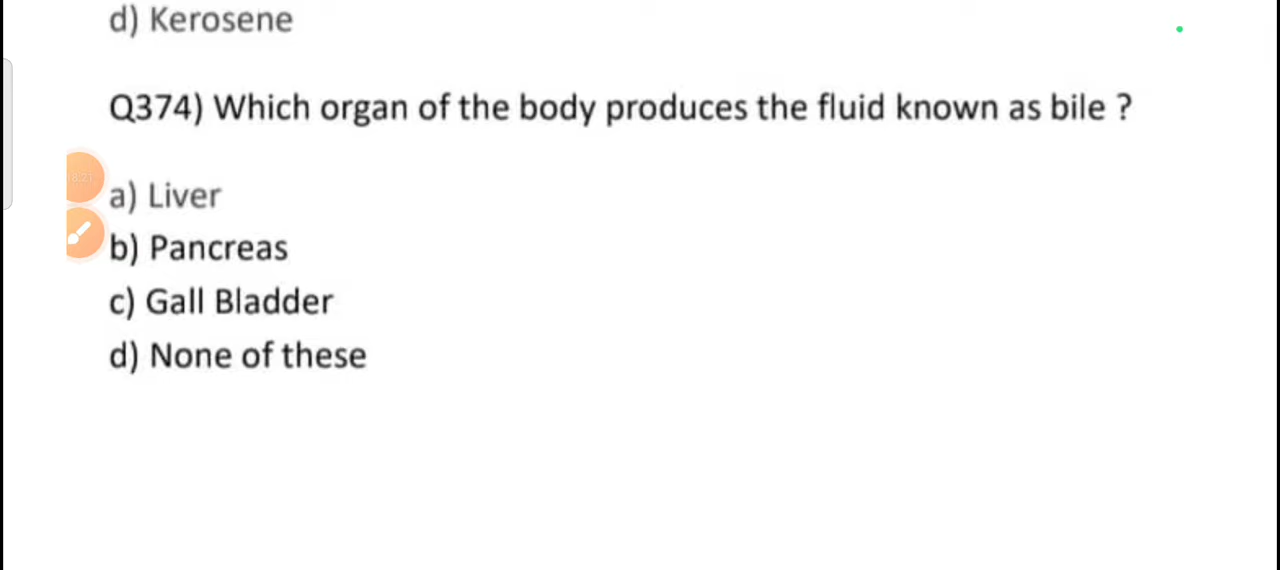 d) Kerosene
Q374) Which organ of the body produces the fluid known as bile ?
a) Liver
b) Pancreas
c) Gall Bladder
d) None of these